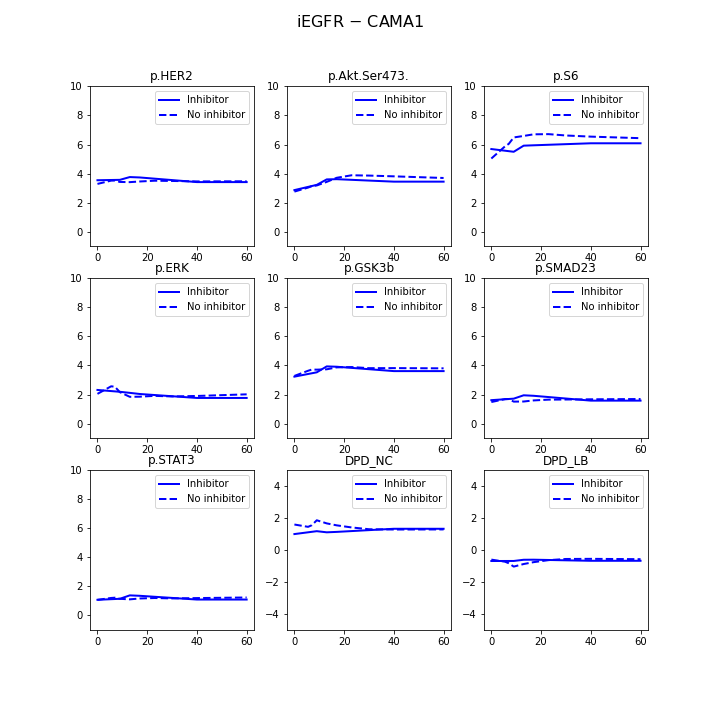 iEGFR − CAMA1
p.HER2
10
8
6
4
2
0
0 20 40 60
Inhibitor
No inhibitor
p.Akt.Ser473.
10
8
6
4
2
0
0 20 40 60
Inhibitor
No inhibitor
p.S6
10
8
6
4
2
0
0 20 40 60
Inhibitor
No inhibitor
p.ERK
10
8
6
4
2
0
0 20 40 60
Inhibitor
No inhibitor
p.GSK3b
10
8
6
4
2
0
0 20 40 60
Inhibitor
No inhibitor
p.SMAD23
10
8
6
4
2
0
0 20 40 60
Inhibitor
No inhibitor
p.STAT3
10
8
6
4
2
0
0 20 40 60
Inhibitor
No inhibitor
DPD_NC
4
2
0
−2
−4
0 20 40 60
Inhibitor
No inhibitor
DPD_LB
4
2
0
−2
−4
0 20 40 60
Inhibitor
No inhibitor